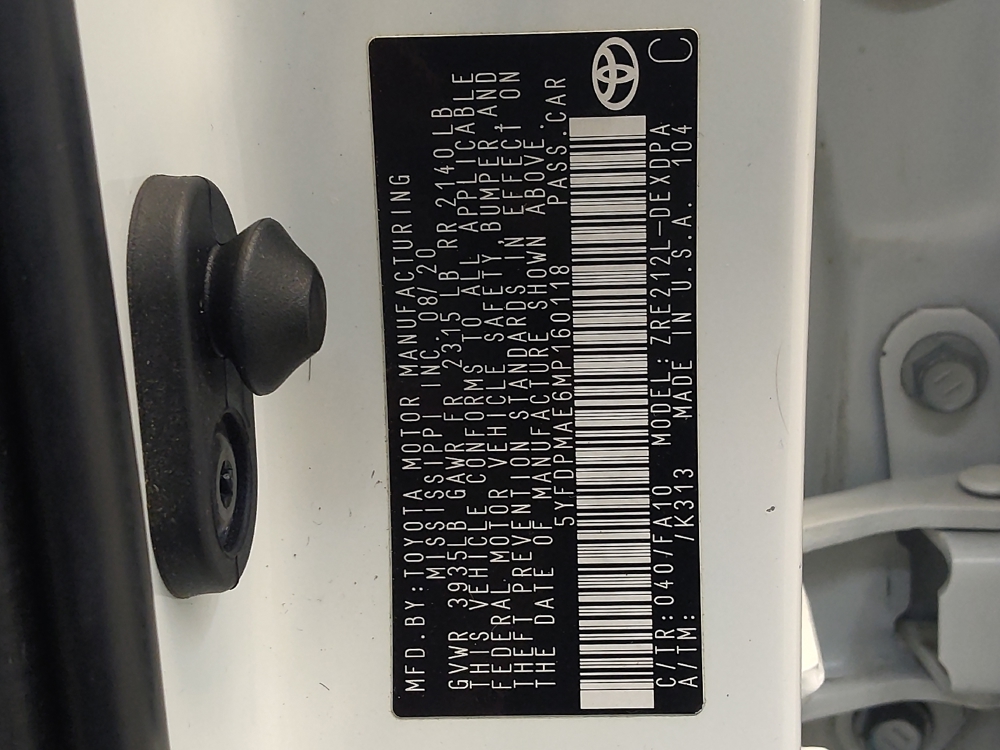 MFD.BY:TOYOTA MOTOR MANUFACTURING
MISSISSIPPI INC. 08/20
GVWR 3935LB GAWR FR 2315 LB RR 2140LB
THIS VEHICLE CONFORMS TO ALL APPLICABLE
FEDERAL MOTOR VEHICLE SAFETY, BUMPER, AND
THEFT PREVENTION STANDARDS IN EFFECT ON
THE DATE OF MANUFACTURE SHOWN ABOVE.
5YFDPMAE6MP160118 PASS.CAR
C/TR:040/FA10 MODEL:ZRE212L-DEXDPA
A/TM: /K313 MADE IN U.S.A. 104
C